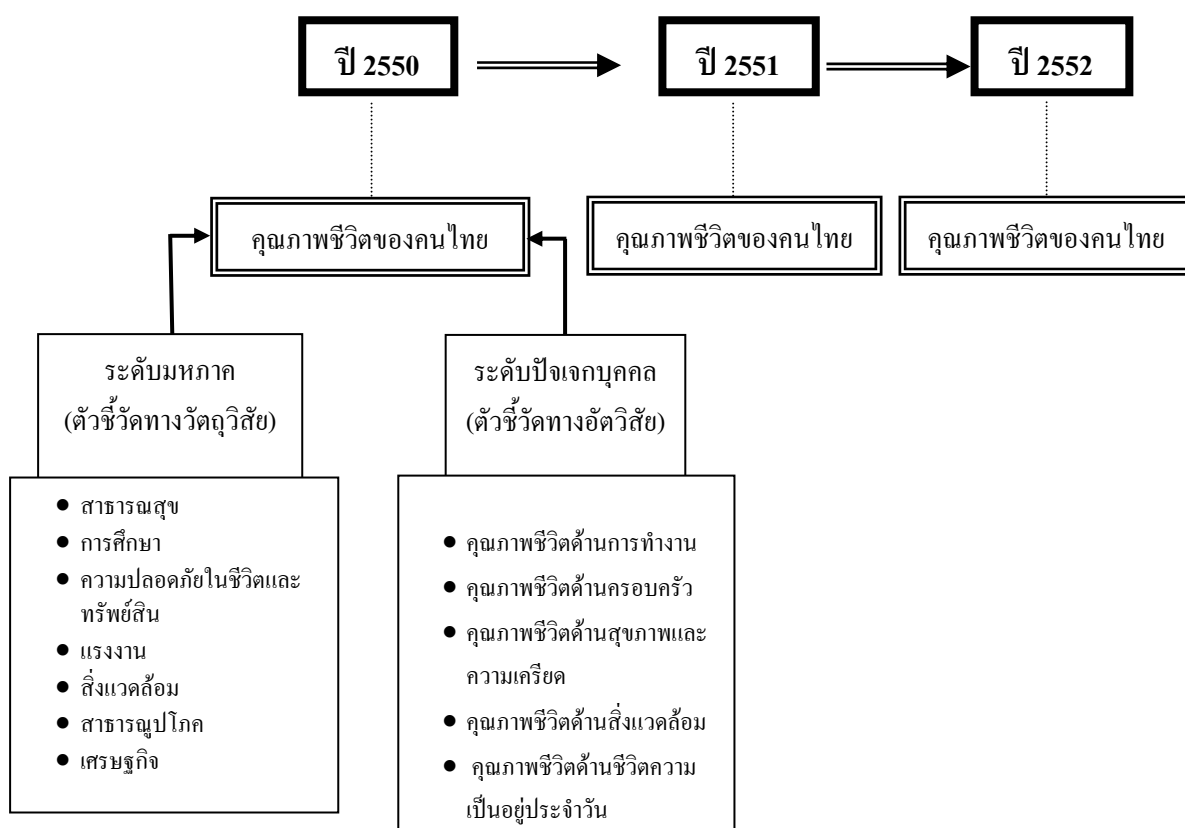 ปี 2550
ปี 2551
ปี 2552
คุณภาพชีวิตของคนไทย
คุณภาพชีวิตของคนไทย
คุณภาพชีวิตของคนไทย
ระดับมหภาค
(ตัวชี้วัดทางวัตถุวิสัย)
● สาธารณสุข
● การศึกษา
● ความปลอดภัยในชีวิตและ
ทรัพย์สิน
● แรงงาน
● สิ่งแวดล้อม
● สาธารณูปโภค
● เศรษฐกิจ
ระดับปัจเจกบุคคล
(ตัวชี้วัดทางอัตวิสัย)
● คุณภาพชีวิตด้านการทำงาน
● คุณภาพชีวิตด้านครอบครัว
● คุณภาพชีวิตด้านสุขภาพและ
ความเครียด
● คุณภาพชีวิตด้านสิ่งแวดล้อม
● คุณภาพชีวิตด้านชีวิตความ
เป็นอยู่ประจำวัน